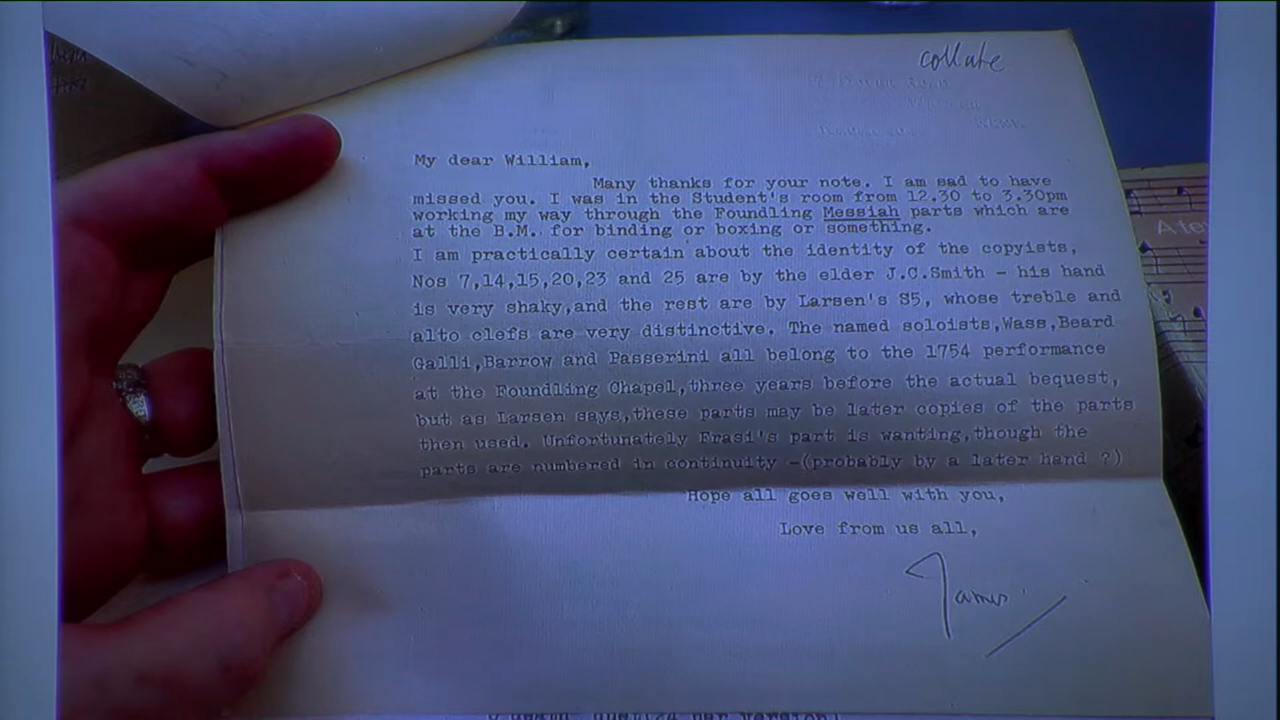 collate
My dear William,
Many thanks for your note. I am sad to have
missed you. I was in the Student's room from 12.30 to 3.30pm
working my way through the Foundling Messiah parts which are
at the B.M. for binding or boxing or something.
I am practically certain about the identity of the copyists,
Nos 7,14,15,20,23 and 25 are by the elder J.C.Smith - his hand
is very shaky,and the rest are by Larsen's S5, whose treble and
alto clefs are very distinctive. The named soloists,Wass,Beard
Galli,Barrow and Passerini all belong to the 1754 performance
at the Foundling Chapel,three years before the actual bequest,
but as Larsen says,these parts may be later copies of the parts
then used. Unfortunately Frasi's part is wanting,though the
parts are numbered in continuity -(probably by a later hand ?)
Hope all goes well with you,
Love from us all,
James